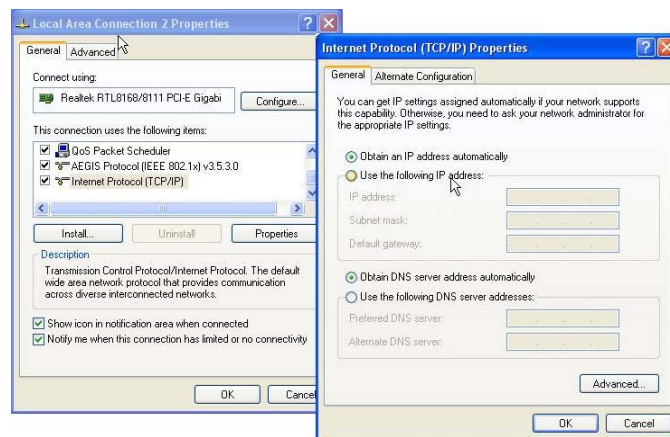 Local Area Connection 2 Properties
General
Advanced
Connect using:
Realtek RTL8168/8111 PCI-E Gigabi
Configure...
This connection uses the following items:
QoS Packet Scheduler
AEGIS Protocol (IEEE 802.1x) v3.5.3.0
Internet Protocol (TCP/IP)
Install...
Uninstall
Properties
Description
Transmission Control Protocol/Internet Protocol. The default
wide area network protocol that provides communication
across diverse interconnected networks.
Show icon in notification area when connected
Notify me when this connection has limited or no connectivity
OK
Cancel
Internet Protocol (TCP/IP) Properties
General
Alternate Configuration
You can get IP settings assigned automatically if your network supports
this capability. Otherwise, you need to ask your network administrator for
the appropriate IP settings.
Obtain an IP address automatically
Use the following IP address:
IP address:
Subnet mask:
Default gateway:
Obtain DNS server address automatically
Use the following DNS server addresses:
Preferred DNS server:
Alternate DNS server:
Advanced...
OK
Cancel